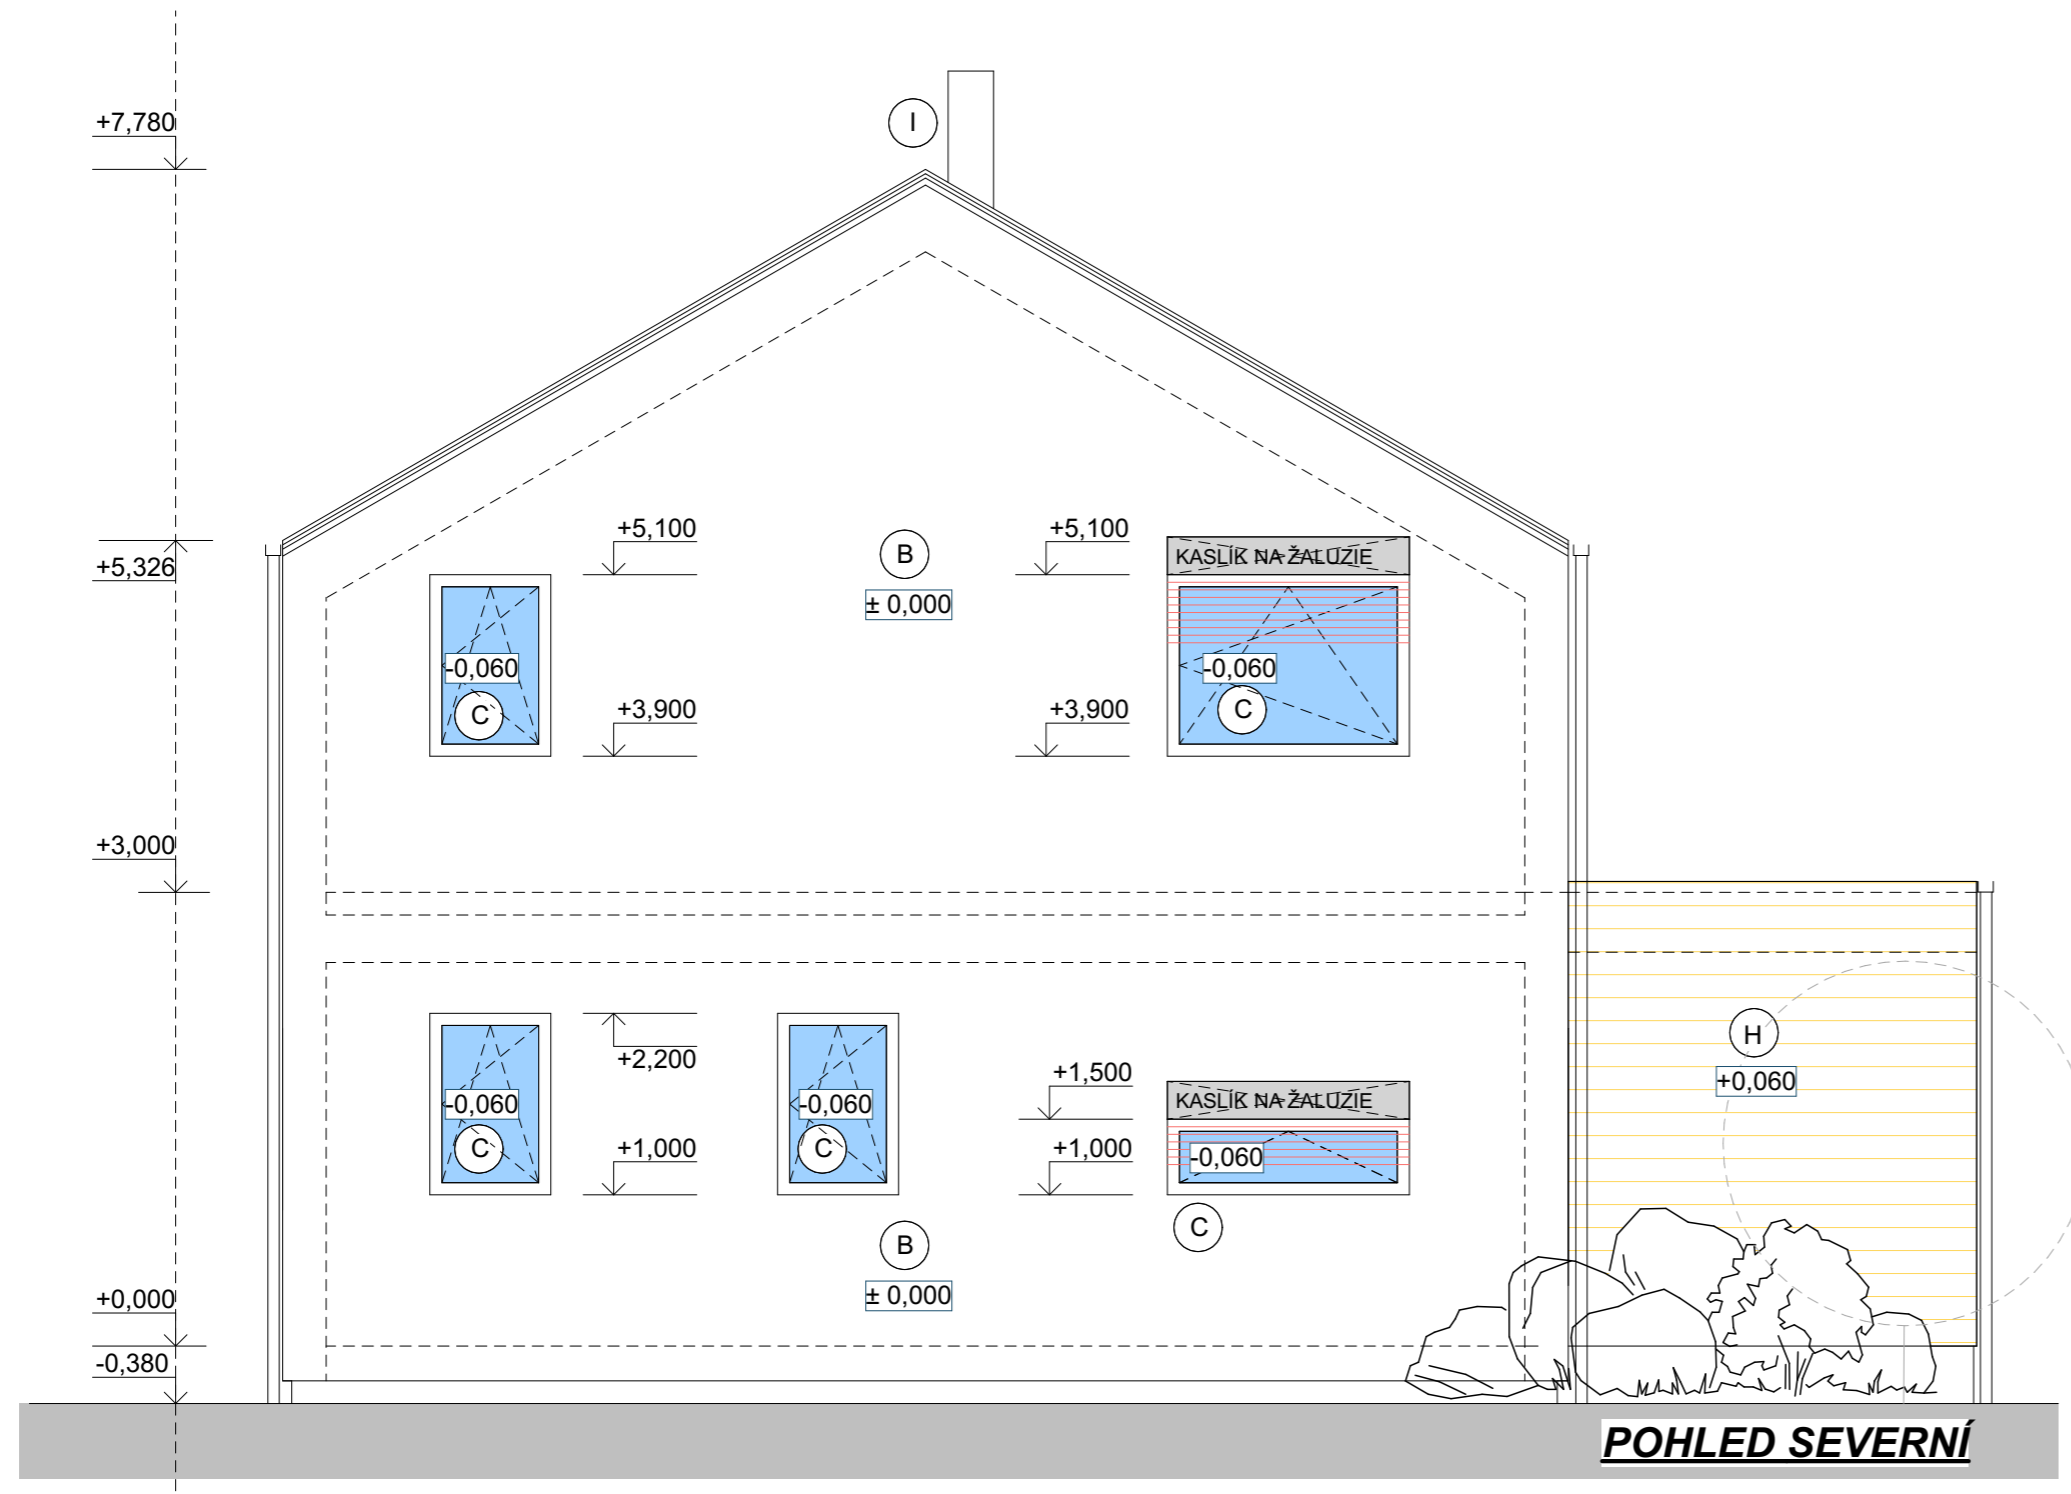 I
+7,780
+5,326
+5,100
B
± 0,000
+5,100
KASLÍK NA ŽALUZIE
-0,060
C
-0,060
C
+3,900
+3,900
+3,000
+2,200
-0,060
C
-0,060
C
+1,500
KASLÍK NA ŽALUZIE
+1,000
+1,000
-0,060
C
H
+0,060
B
± 0,000
+0,000
-0,380
POHLED SEVERNÍ